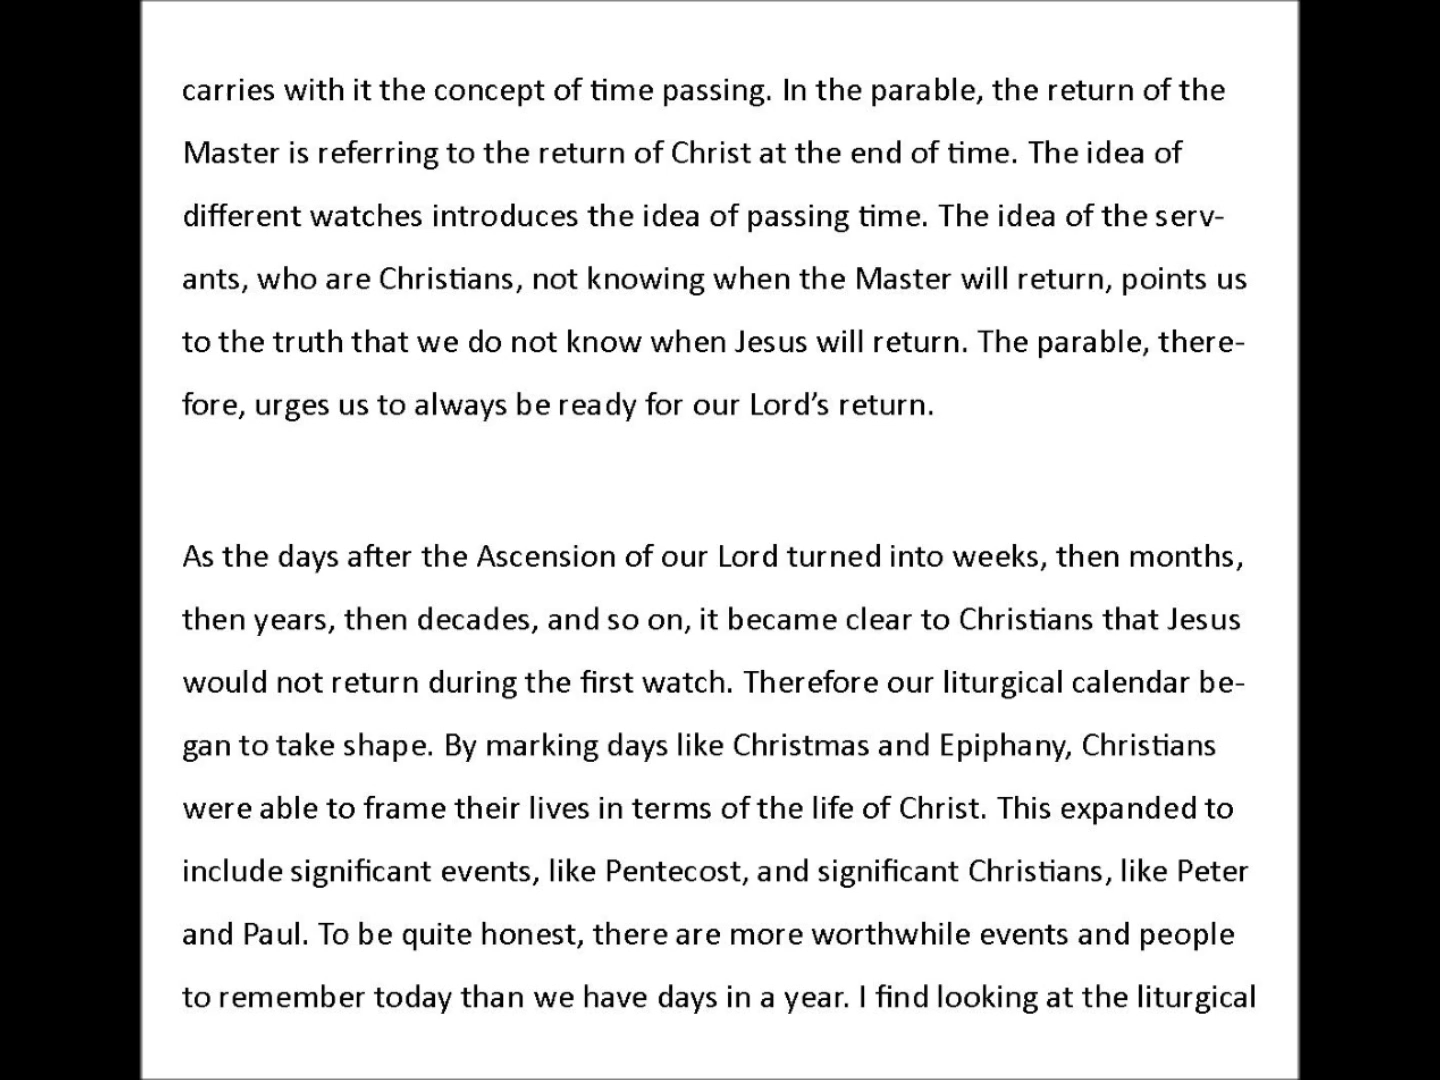 carries with it the concept of time passing. In the parable, the return of the
Master is referring to the return of Christ at the end of time. The idea of
different watches introduces the idea of passing time. The idea of the serv-
ants, who are Christians, not knowing when the Master will return, points us
to the truth that we do not know when Jesus will return. The parable, there-
fore, urges us to always be ready for our Lord’s return.
As the days after the Ascension of our Lord turned into weeks, then months,
then years, then decades, and so on, it became clear to Christians that Jesus
would not return during the first watch. Therefore our liturgical calendar be-
gan to take shape. By marking days like Christmas and Epiphany, Christians
were able to frame their lives in terms of the life of Christ. This expanded to
include significant events, like Pentecost, and significant Christians, like Peter
and Paul. To be quite honest, there are more worthwhile events and people
to remember today than we have days in a year. I find looking at the liturgical